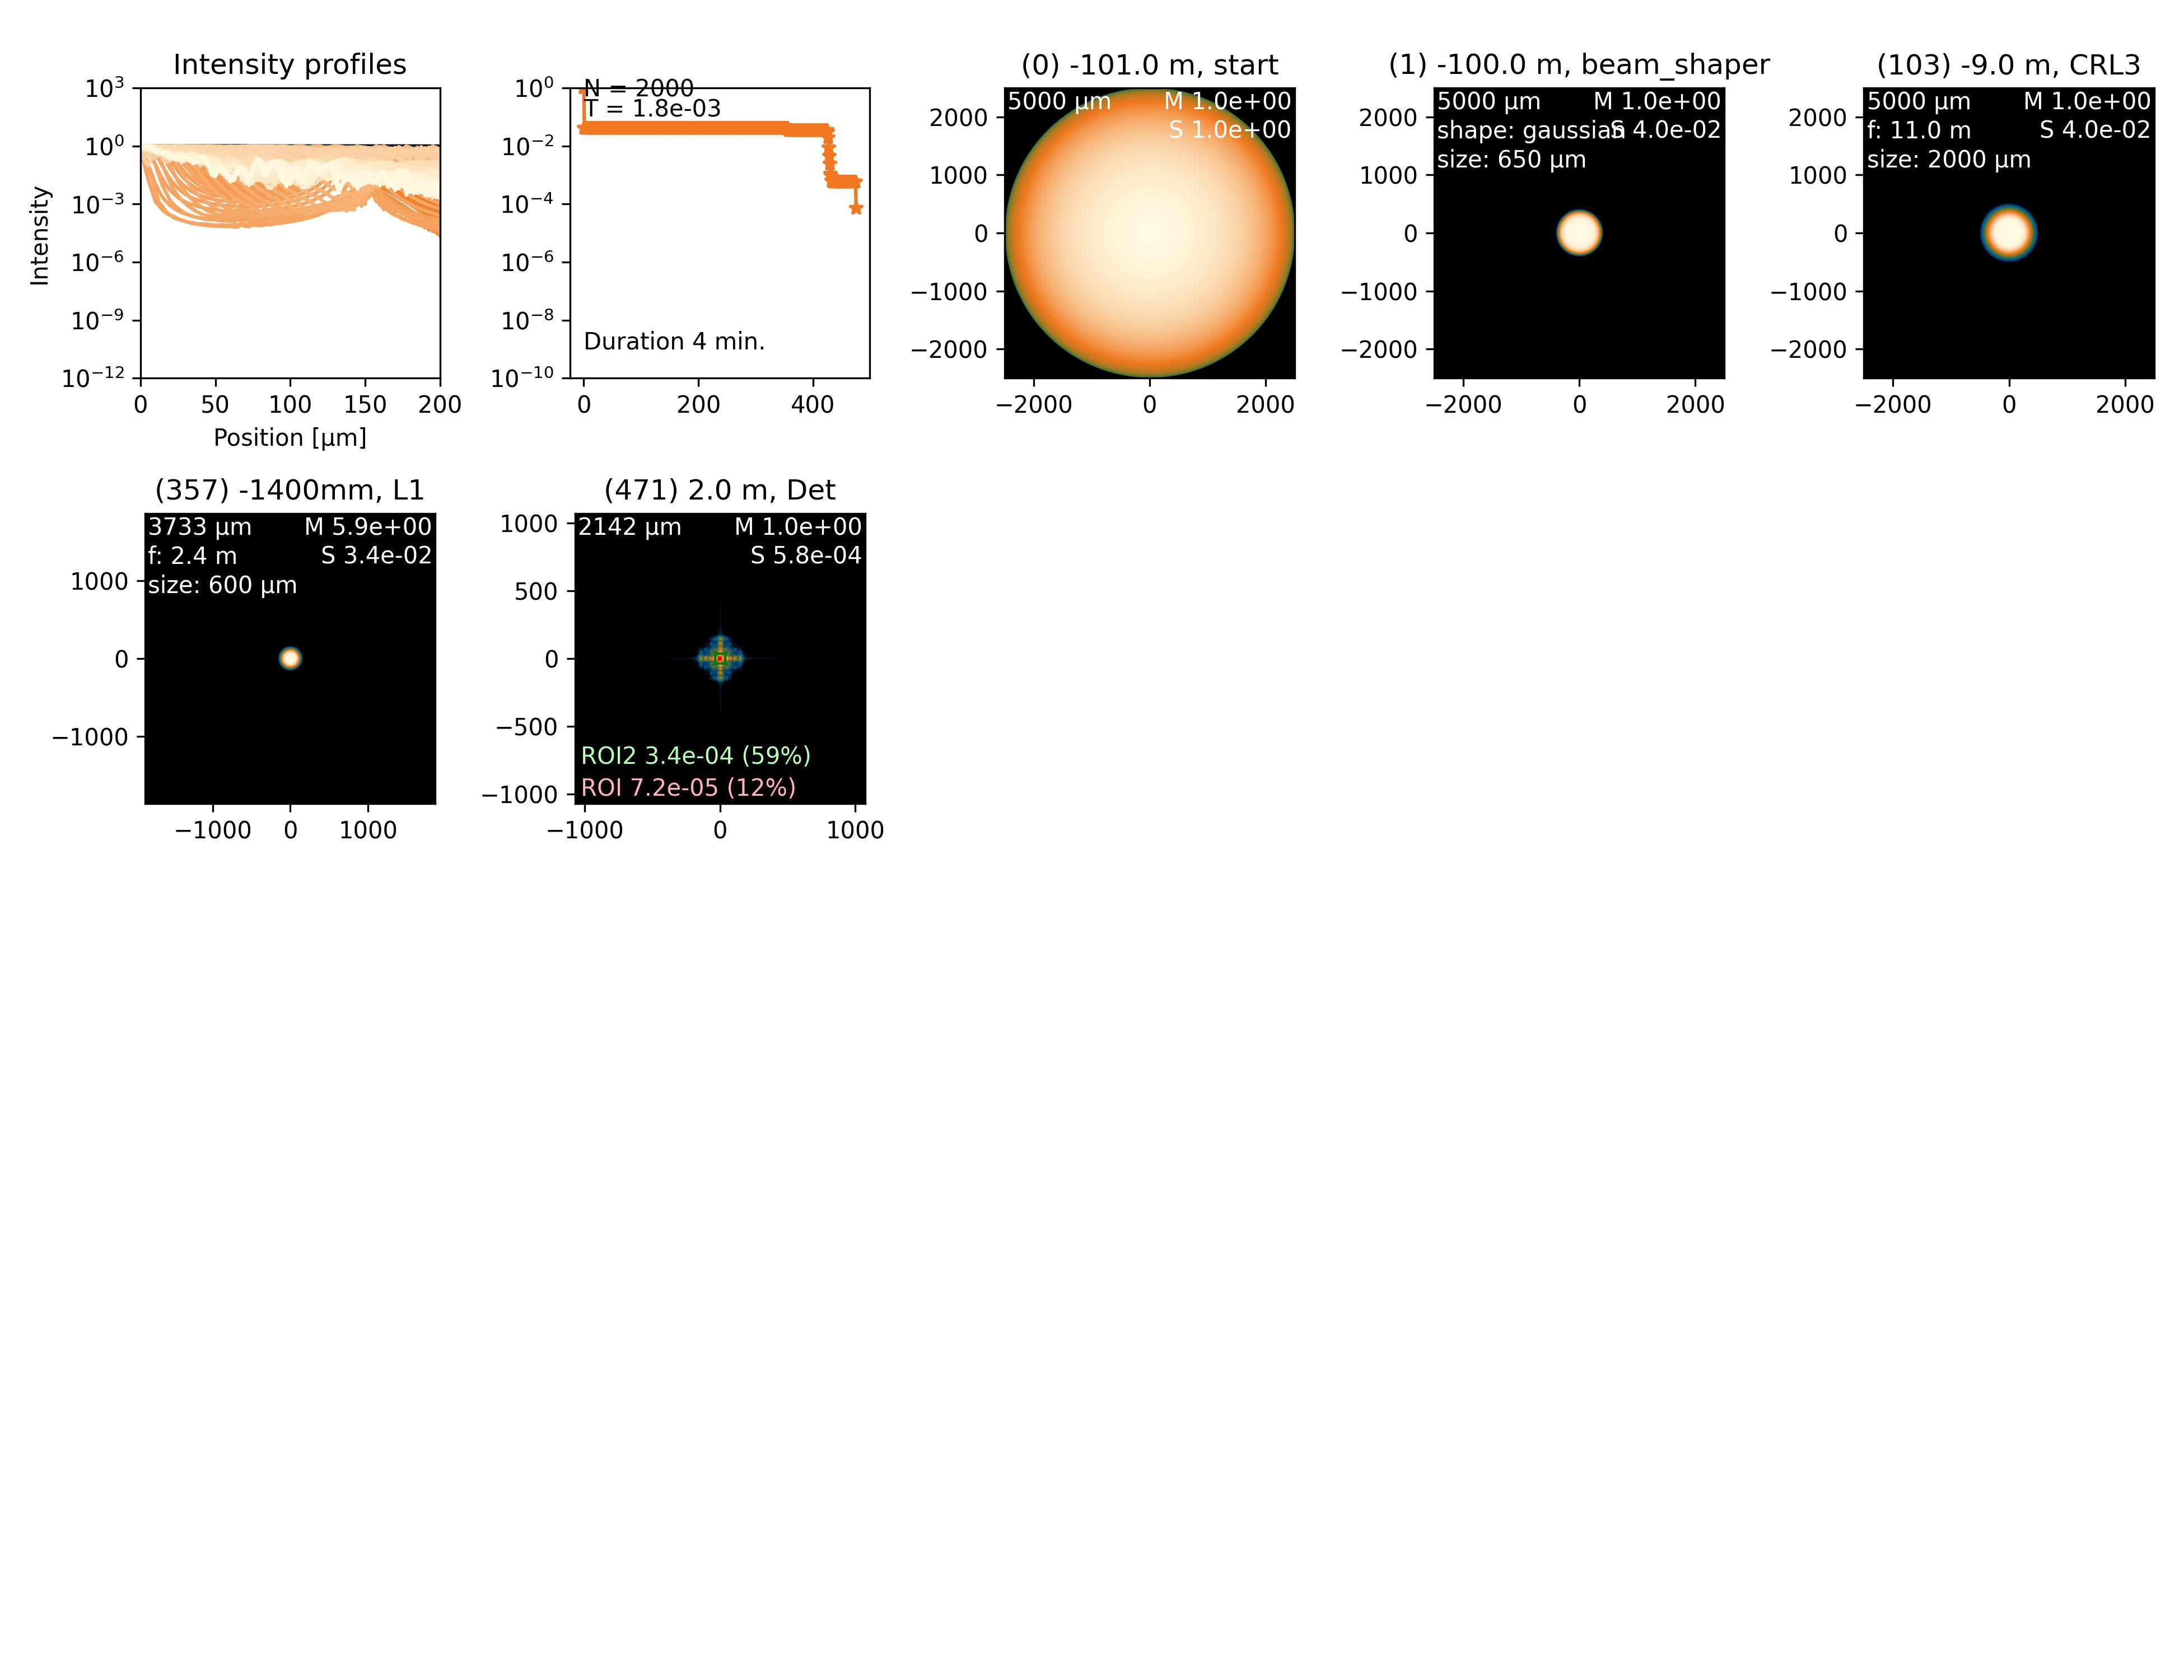 Intensity profiles
10³
10⁰
10⁻³
10⁻⁶
10⁻⁹
10⁻¹²
Intensity
0 50 100 150 200
Position [µm]
10⁰
10⁻²
10⁻⁴
10⁻⁶
10⁻⁸
10⁻¹⁰
N = 2000
T = 1.8e-03
Duration 4 min.
0 200 400
(0) -101.0 m, start
5000 µm M 1.0e+00
S 1.0e+00
2000
1000
0
−1000
−2000
−2000 0 2000
(1) -100.0 m, beam_shaper
5000 µm M 1.0e+00
shape: gaussian S 4.0e-02
size: 650 µm
2000
1000
0
−1000
−2000
−2000 0 2000
(103) -9.0 m, CRL3
5000 µm M 1.0e+00
f: 11.0 m S 4.0e-02
size: 2000 µm
2000
1000
0
−1000
−2000
−2000 0 2000
(357) -1400mm, L1
3733 µm M 5.9e+00
f: 2.4 m S 3.4e-02
size: 600 µm
1000
0
−1000
−1000 0 1000
(471) 2.0 m, Det
2142 µm M 1.0e+00
S 5.8e-04
1000
500
0
−500
−1000
ROI2 3.4e-04 (59%)
ROI 7.2e-05 (12%)
−1000 0 1000